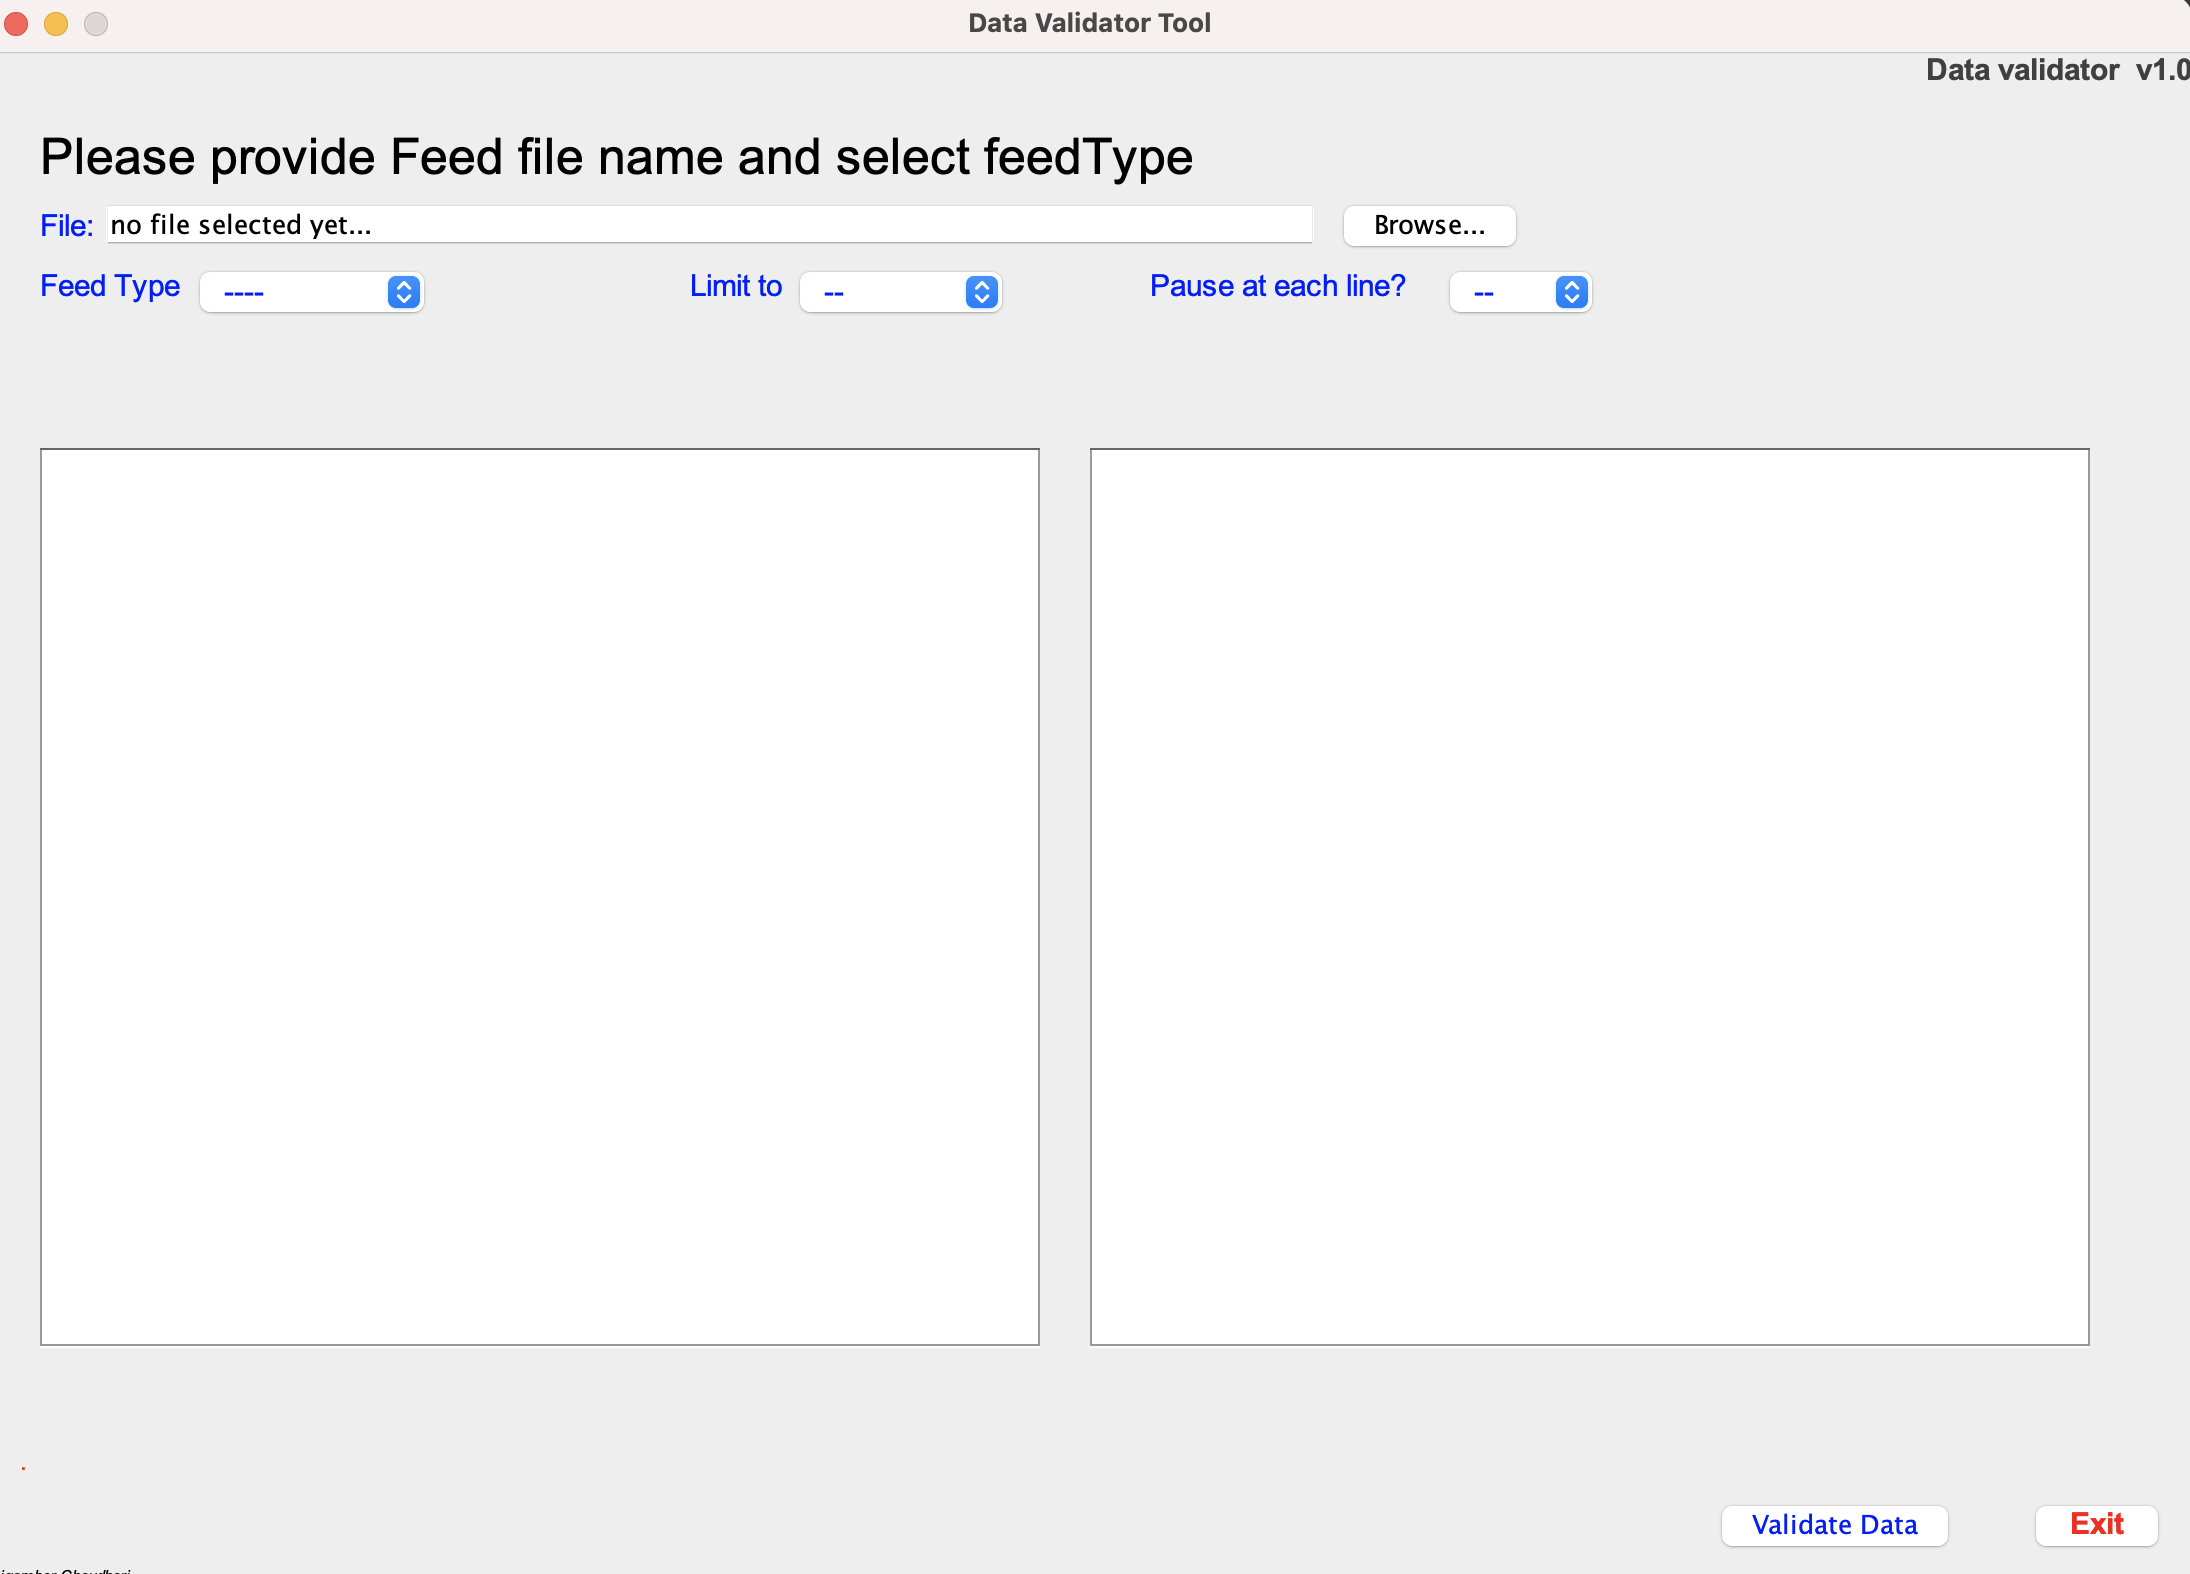 Data Validator Tool
Data validator v1.0
Please provide Feed file name and select feedType
File: no file selected yet... Browse...
Feed Type ---- Limit to -- Pause at each line? --
.
Validate Data Exit